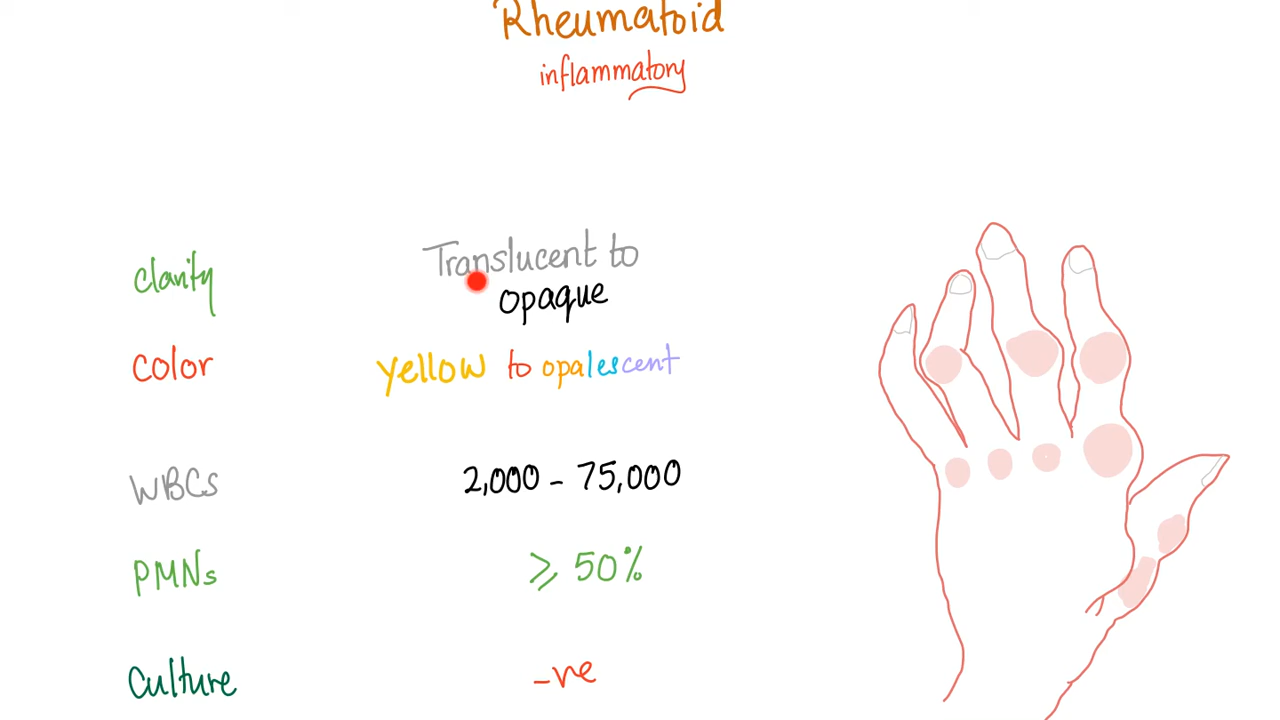 Rheumatoid
inflammatory
clarity
Translucent to
opaque
color
yellow to opalescent
WBCs
2,000 - 75,000
PMNs
≥ 50%
Culture
-ve